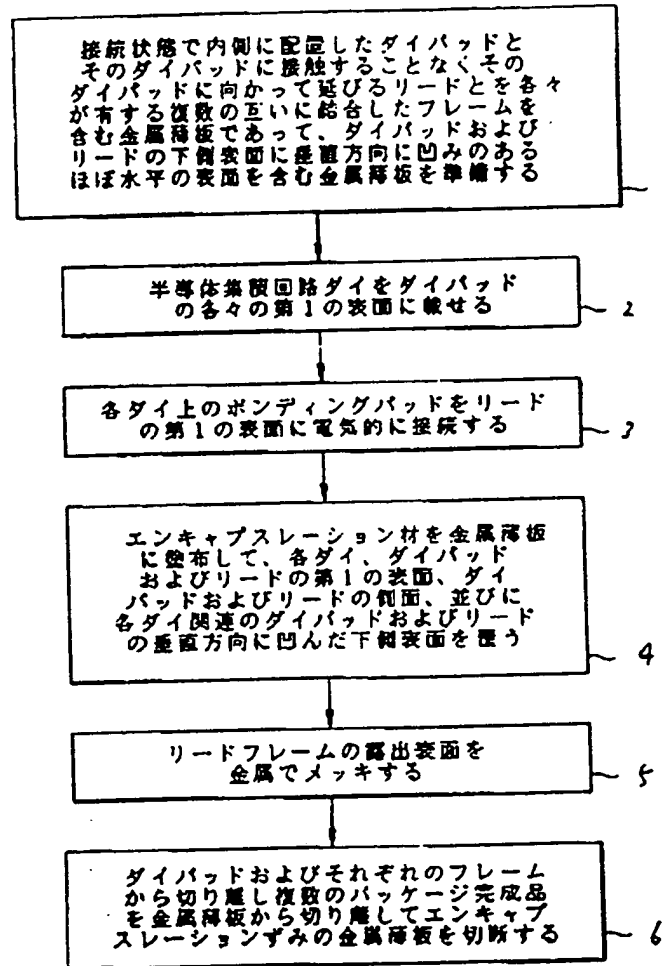 接続状態で内側に配置したダイパッドと
そのダイパッドに接触することなくその
ダイパッドに向かって延びるリードとを各々
が有する複数の互いに結合したフレームを
含む金属薄板であって、ダイパッドおよび
リードの下側表面に垂直方向に凹みのある
ほぼ水平の表面を含む金属薄板を準備する
半導体集積回路ダイをダイパッド
の各々の第1の表面に載せる
2
各ダイ上のボンディングパッドをリード
の第1の表面に電気的に接続する
3
エンキャプスレーション材を金属薄板
に塗布して、各ダイ、ダイパッド
およびリードの第1の表面、ダイ
パッドおよびリードの側面、並びに
各ダイ関連のダイパッドおよびリード
の垂直方向に凹んだ下側表面を覆う
4
リードフレームの露出表面を
金属でメッキする
5
ダイパッドおよびそれぞれのフレーム
から切り離し複数のパッケージ完成品
を金属薄板から切り離してエンキャプ
スレーションずみの金属薄板を切断する
6